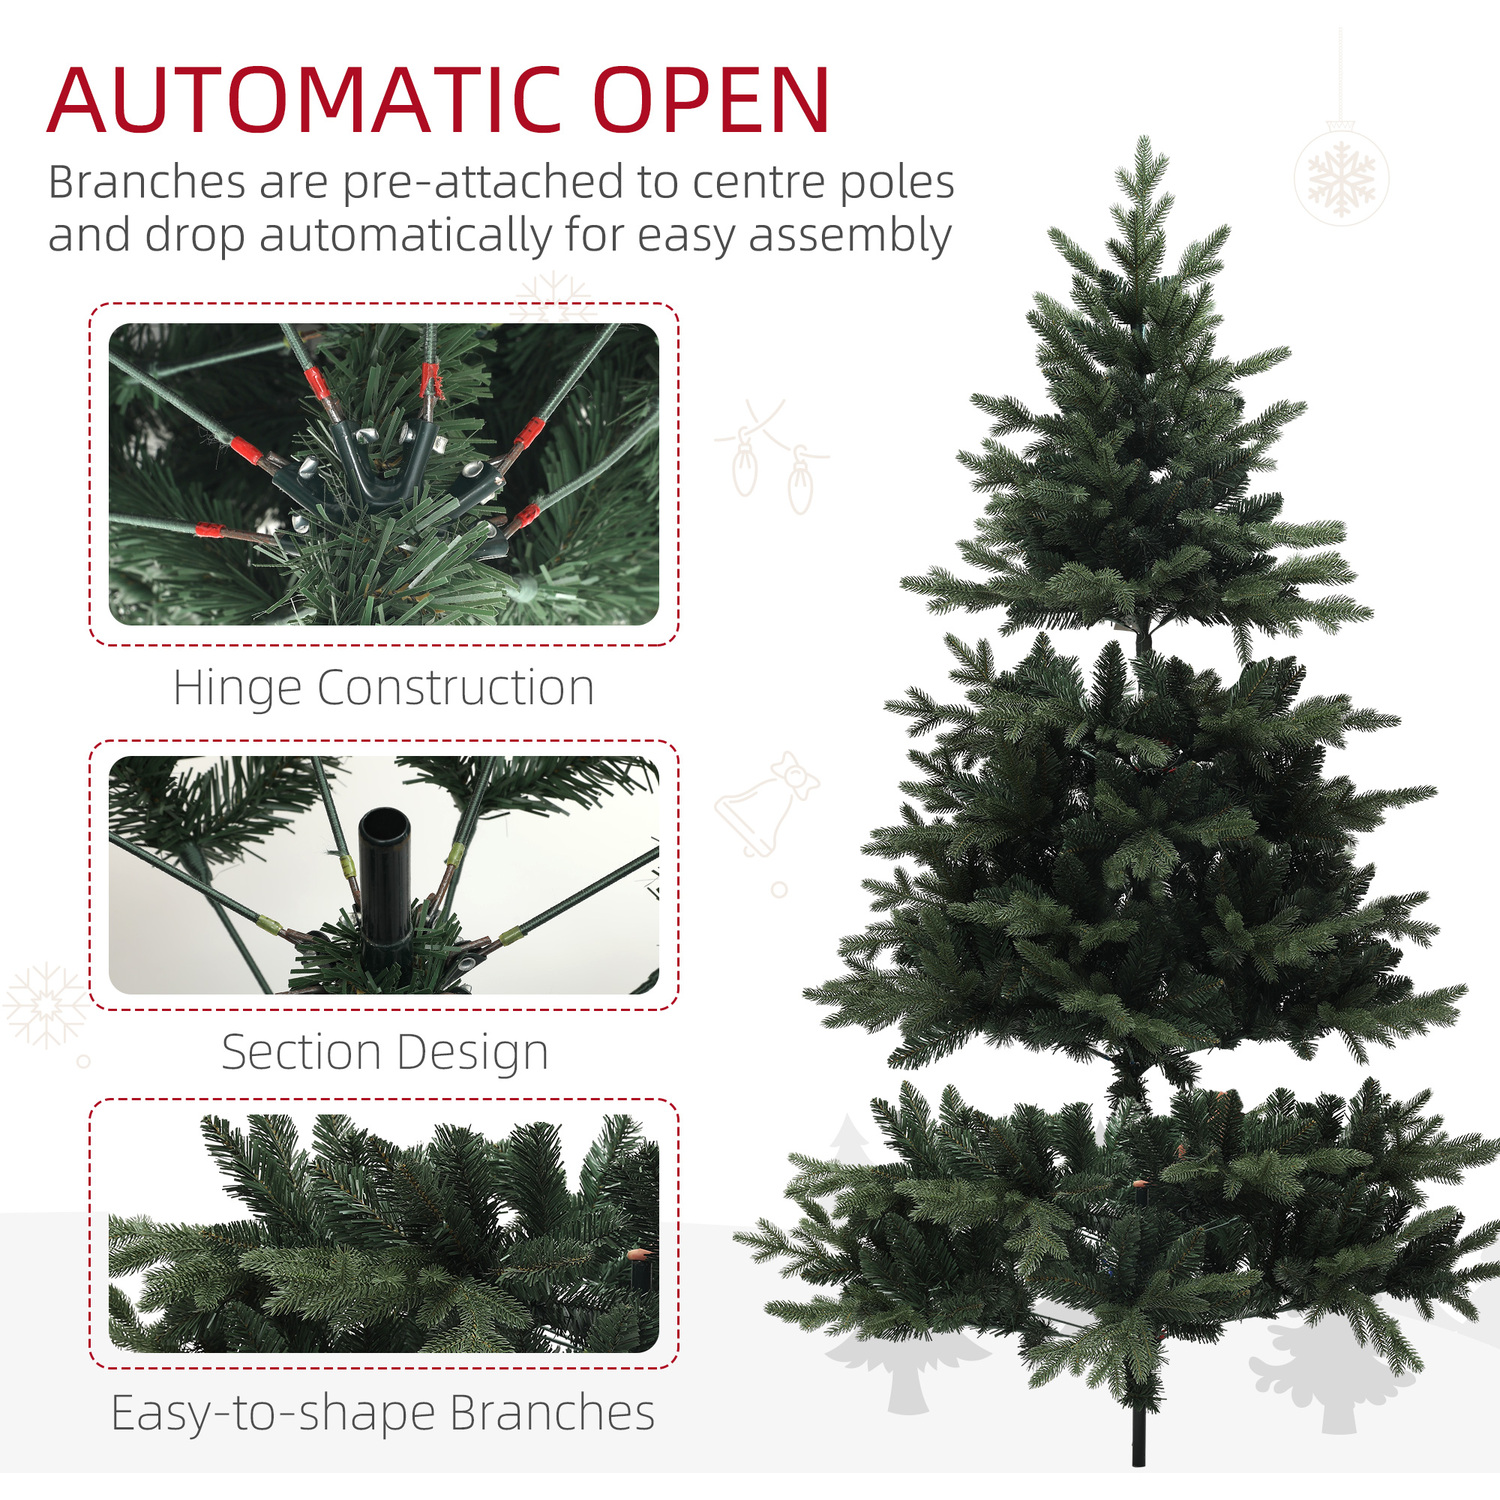 AUTOMATIC OPEN
Branches are pre-attached to centre poles
and drop automatically for easy assembly
Hinge Construction
Section Design
Easy-to-shape Branches